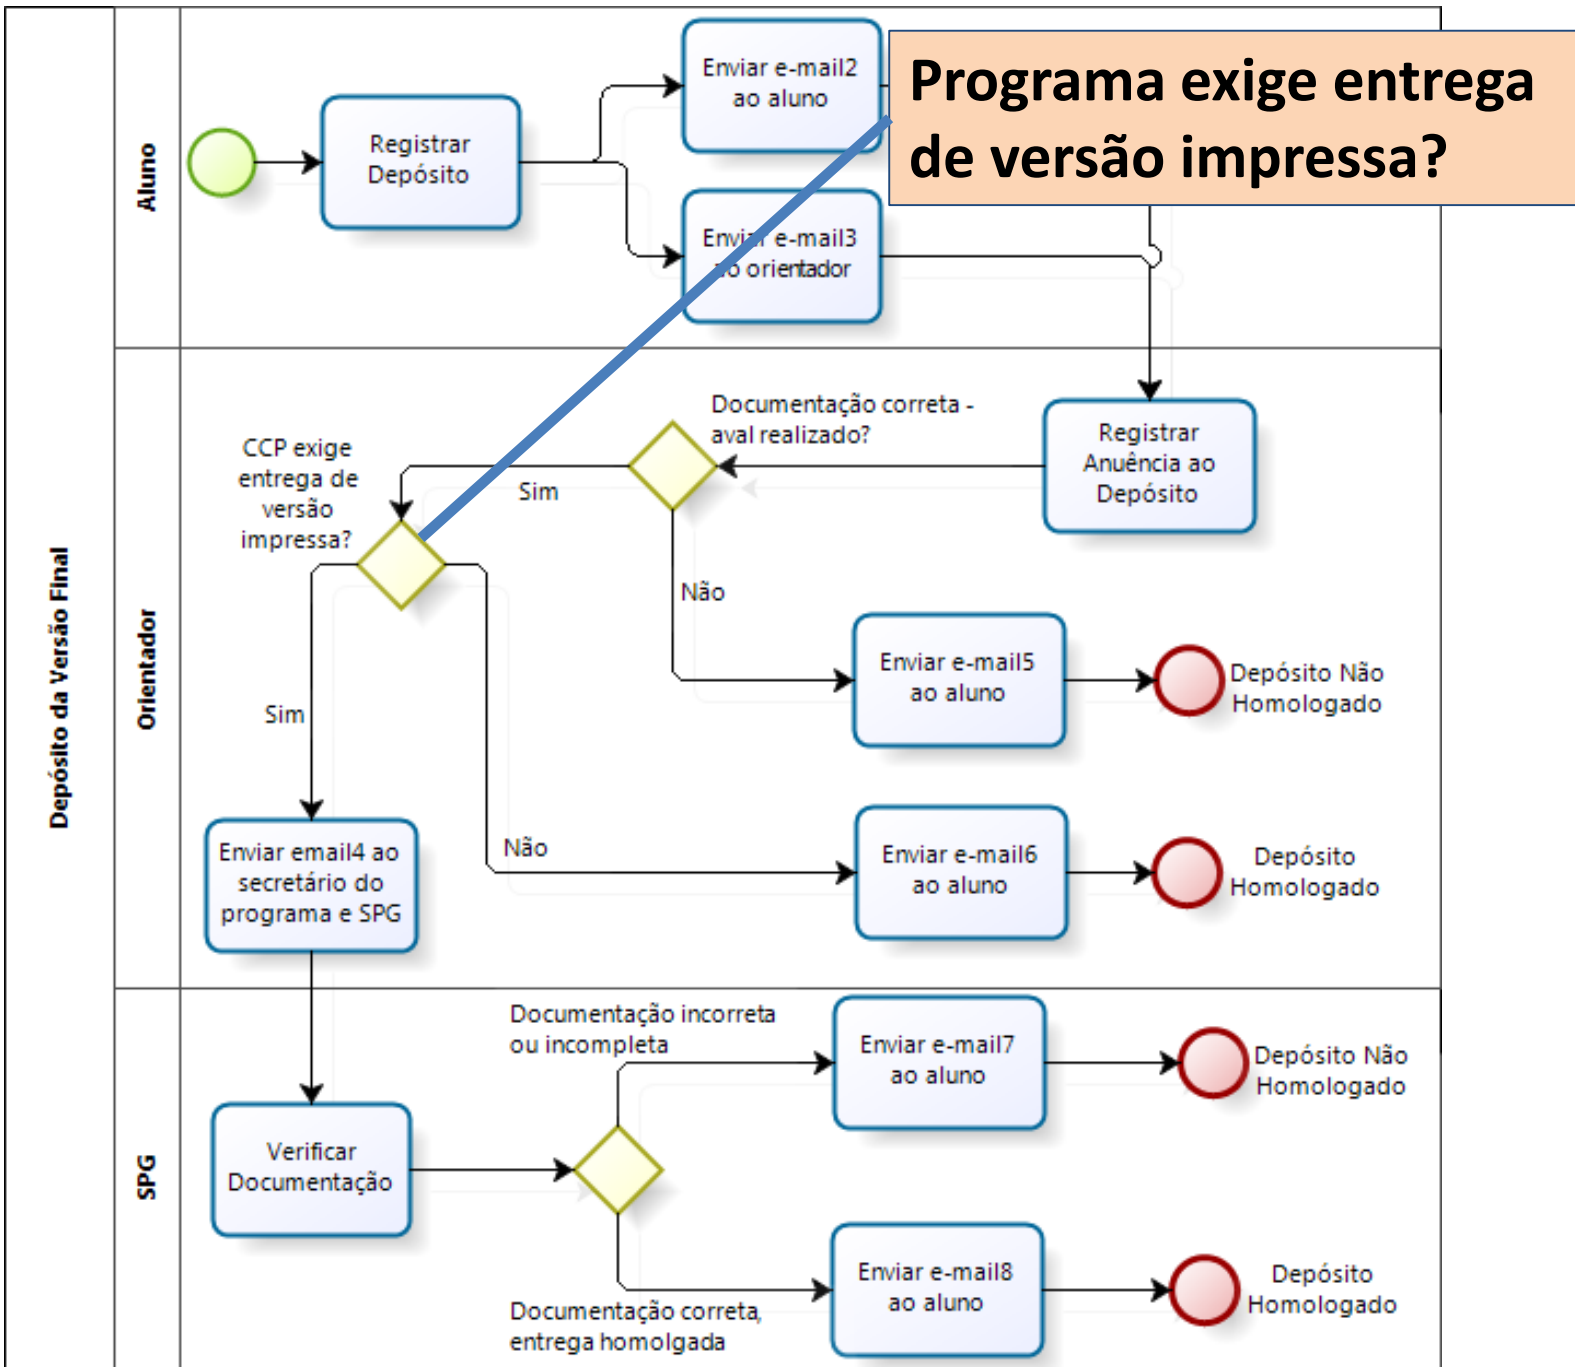 Depósito da Versão Final
Aluno
Registrar
Depósito
Enviar e-mail2
ao aluno
Programa exige entrega
de versão impressa?
Enviar e-mail3
ao orientador
Orientador
Documentação correta -
aval realizado?
Registrar
Anuência ao
Depósito
CCP exige
entrega de
versão
impressa?
Sim
Não
Enviar e-mail5
ao aluno
Depósito Não
Homologado
Sim
Não
Enviar email4 ao
secretário do
programa e SPG
Enviar e-mail6
ao aluno
Depósito
Homologado
SPG
Documentação incorreta
ou incompleta
Enviar e-mail7
ao aluno
Depósito Não
Homologado
Verificar
Documentação
Documentação correta,
entrega homolgada
Enviar e-mail8
ao aluno
Depósito
Homologado